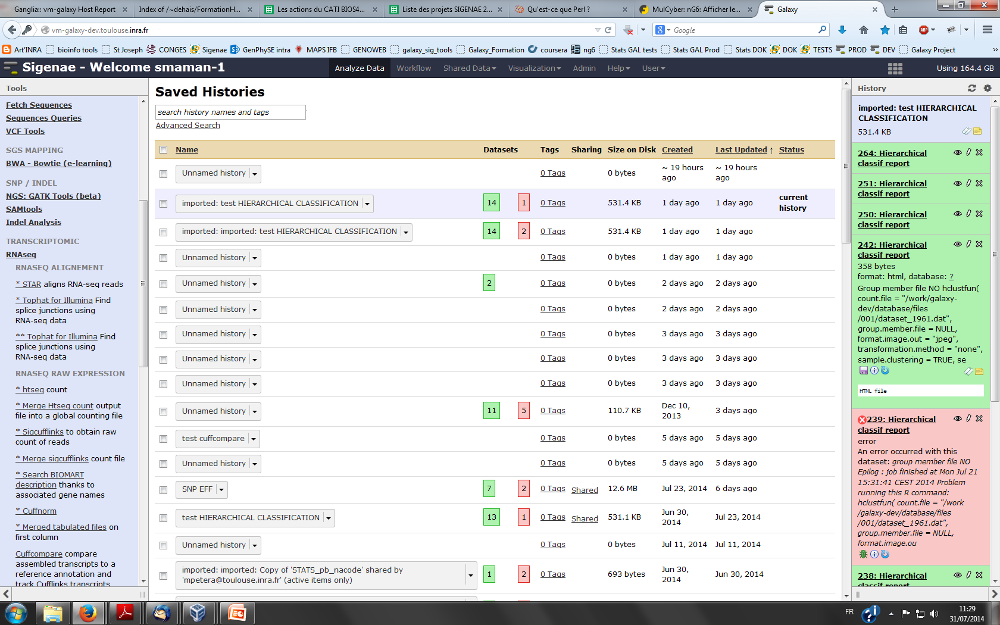 Ganglia: vm-galaxy Host Report
Index of /~dehais/FormationH...
Les actions du CATI BIOS4...
Liste des projets SIGENAE 2...
Qu'est-ce que Perl ?
MulCyber: nG6: Afficher le...
Galaxy
vm-galaxy-dev.toulouse.inra.fr
Google
Art'INRA
bioinfo tools
St Joseph
CONGES
Sigenae
GenPhySE intra
MAPS IFB
GENOWEB
galaxy_sig_tools
Galaxy_Formation
coursera
ng6
Stats GAL tests
Stats GAL Prod
Stats DOK
DOK
TESTS
PROD
DEV
Galaxy Project
Sigenae - Welcome smaman-1
Analyze Data
Workflow
Shared Data
Visualization
Admin
Help
User
Using 164.4 GB
Tools
Fetch Sequences
Sequences Queries
VCF Tools
SGS MAPPING
BWA - Bowtie (e-learning)
SNP / INDEL
NGS: GATK Tools (beta)
SAMtools
Indel Analysis
TRANSCRIPTOMIC
RNAseq
RNASEQ ALIGNEMENT
* STAR aligns RNA-seq reads
* Tophat for Illumina Find
splice junctions using
RNA-seq data
** Tophat for Illumina Find
splice junctions using
RNA-seq data
RNASEQ RAW EXPRESSION
* htseq count
* Merge Htseq count output
file into a global counting file
* Sigcufflinks to obtain raw
count of reads
* Merge sigcufflinks count file
* Search BIOMART
description thanks to
associated gene names
* Cuffnorm
* Merged tabulated files on
first column
Cuffcompare compare
assembled transcripts to a
reference annotation and
track Cufflinks transcripts
Saved Histories
search history names and tags
Advanced Search
Name Datasets Tags Sharing Size on Disk Created Last Updated ↑ Status
Unnamed history 0 Tags 0 bytes ~ 19 hours ago ~ 19 hours ago
imported: test HIERARCHICAL CLASSIFICATION 14 1 0 Tags 531.4 KB 1 day ago 1 day ago current history
imported: imported: test HIERARCHICAL CLASSIFICATION 14 2 0 Tags 531.4 KB 1 day ago 1 day ago
Unnamed history 0 Tags 0 bytes 1 day ago 1 day ago
Unnamed history 2 0 Tags 0 bytes 2 days ago 2 days ago
Unnamed history 0 Tags 0 bytes 2 days ago 2 days ago
Unnamed history 0 Tags 0 bytes 3 days ago 3 days ago
Unnamed history 0 Tags 0 bytes 3 days ago 3 days ago
Unnamed history 0 Tags 0 bytes 3 days ago 3 days ago
Unnamed history 11 5 0 Tags 110.7 KB Dec 10, 2013 3 days ago
test cuffcompare 0 Tags 0 bytes 5 days ago 5 days ago
Unnamed history 0 Tags 0 bytes 5 days ago 5 days ago
SNP EFF 7 2 0 Tags Shared 12.6 MB Jul 23, 2014 6 days ago
test HIERARCHICAL CLASSIFICATION 13 1 0 Tags Shared 531.1 KB Jun 30, 2014 Jul 23, 2014
Unnamed history 0 Tags 0 bytes Jul 11, 2014 Jul 11, 2014
imported: imported: Copy of 'STATS_pb_nacode' shared by
'mpetera@toulouse.inra.fr' (active items only) 1 2 0 Tags 693 bytes Jun 30, 2014 Jun 30, 2014
History
imported: test HIERARCHICAL
CLASSIFICATION
531.4 KB
264: Hierarchical
classif report
251: Hierarchical
classif report
250: Hierarchical
classif report
242: Hierarchical
classif report
358 bytes
format: html, database: ?
Group member file NO hclustfun(
count.file = "/work/galaxy-
dev/database/files
/001/dataset_1961.dat",
group.member.file = NULL,
format.image.out = "jpeg",
transformation.method = "none",
sample.clustering = TRUE, se
HTML file
239: Hierarchical
classif report
error
An error occurred with this
dataset: group member file NO
Epilog : job finished at Mon Jul 21
15:31:41 CEST 2014 Problem
running this R command:
hclustfun( count.file = "/work
/galaxy-dev/database/files
/001/dataset_1961.dat",
group.member.file = NULL,
format.image.ou
238: Hierarchical
classif report
FR
11:29
31/07/2014